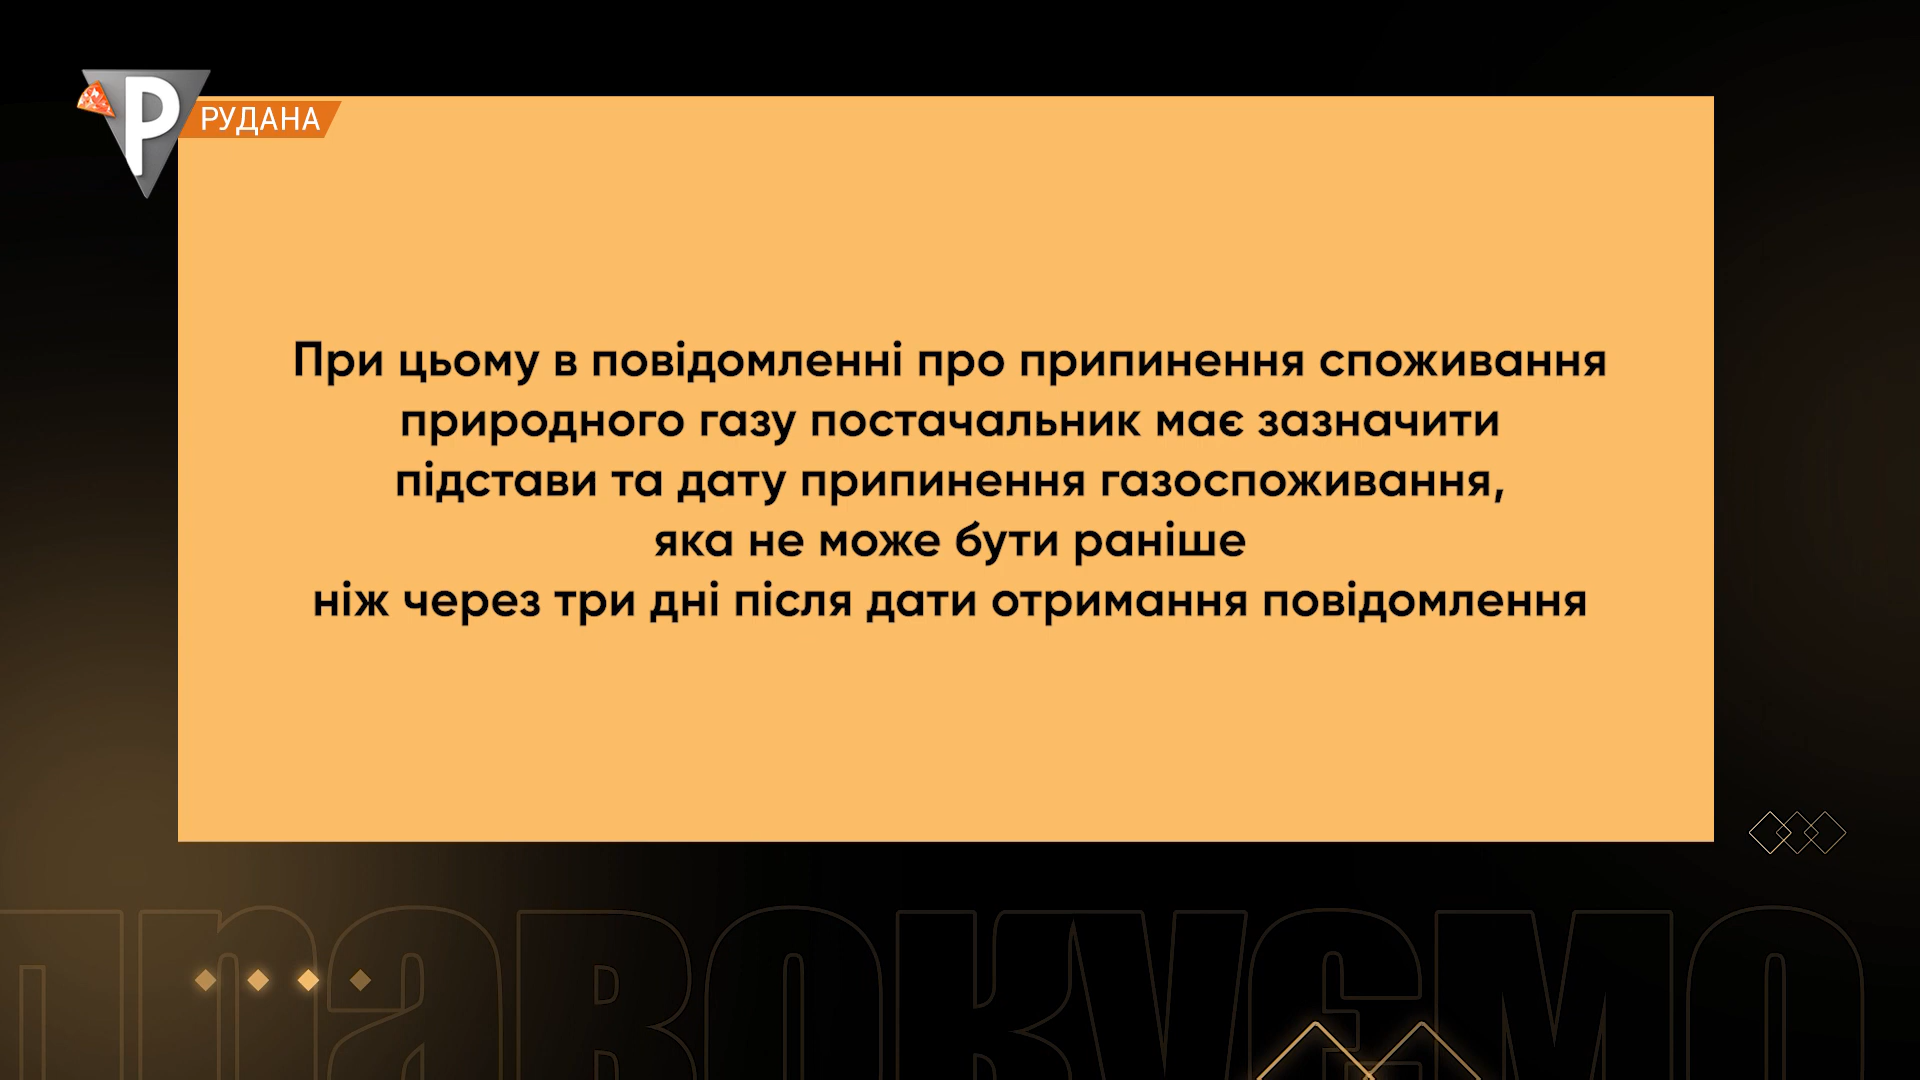 Р
РУДАНА
При цьому в повідомленні про припинення споживання
природного газу постачальник має зазначити
підстави та дату припинення газоспоживання,
яка не може бути раніше
ніж через три дні після дати отримання повідомлення
правокуємо